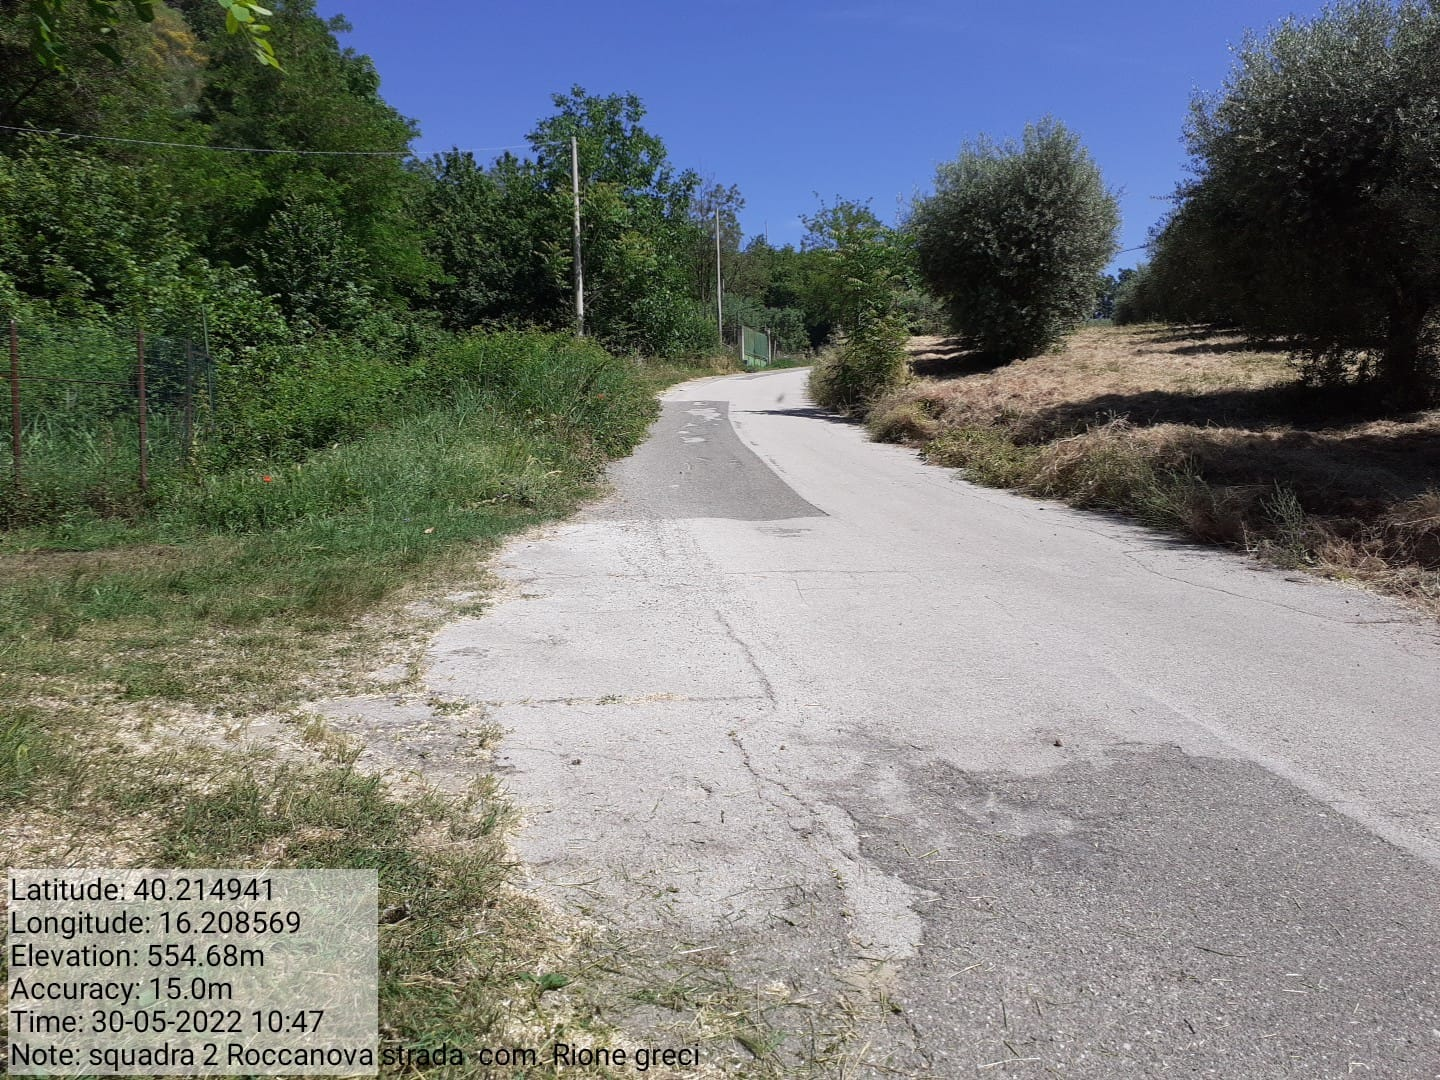 Latitude: 40.214941
Longitude: 16.208569
Elevation: 554.68m
Accuracy: 15.0m
Time: 30-05-2022 10:47
Note: squadra 2 Roccanova strada com. Rione greci